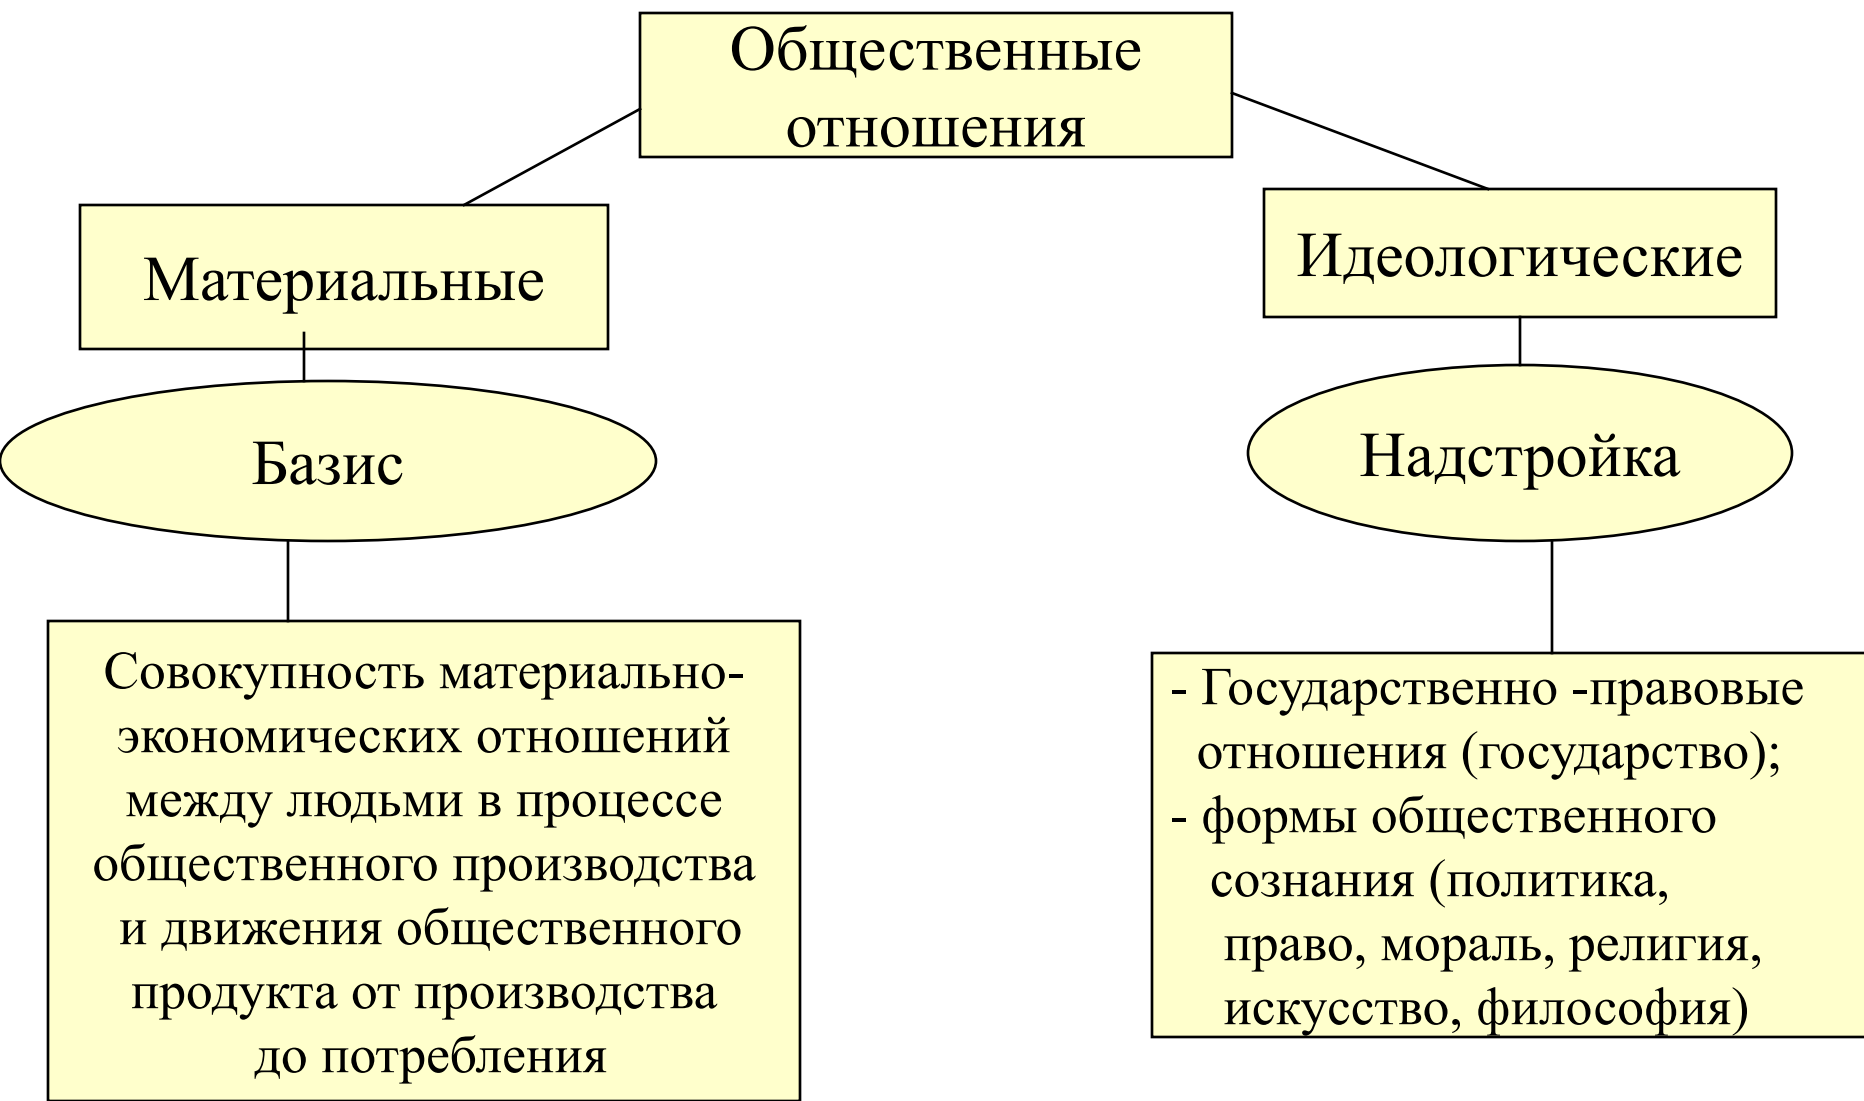 Общественные
отношения
Материальные
Идеологические
Базис
Надстройка
Совокупность материально-
экономических отношений
между людьми в процессе
общественного производства
и движения общественного
продукта от производства
до потребления
- Государственно -правовые
отношения (государство);
- формы общественного
сознания (политика,
право, мораль, религия,
искусство, философия)